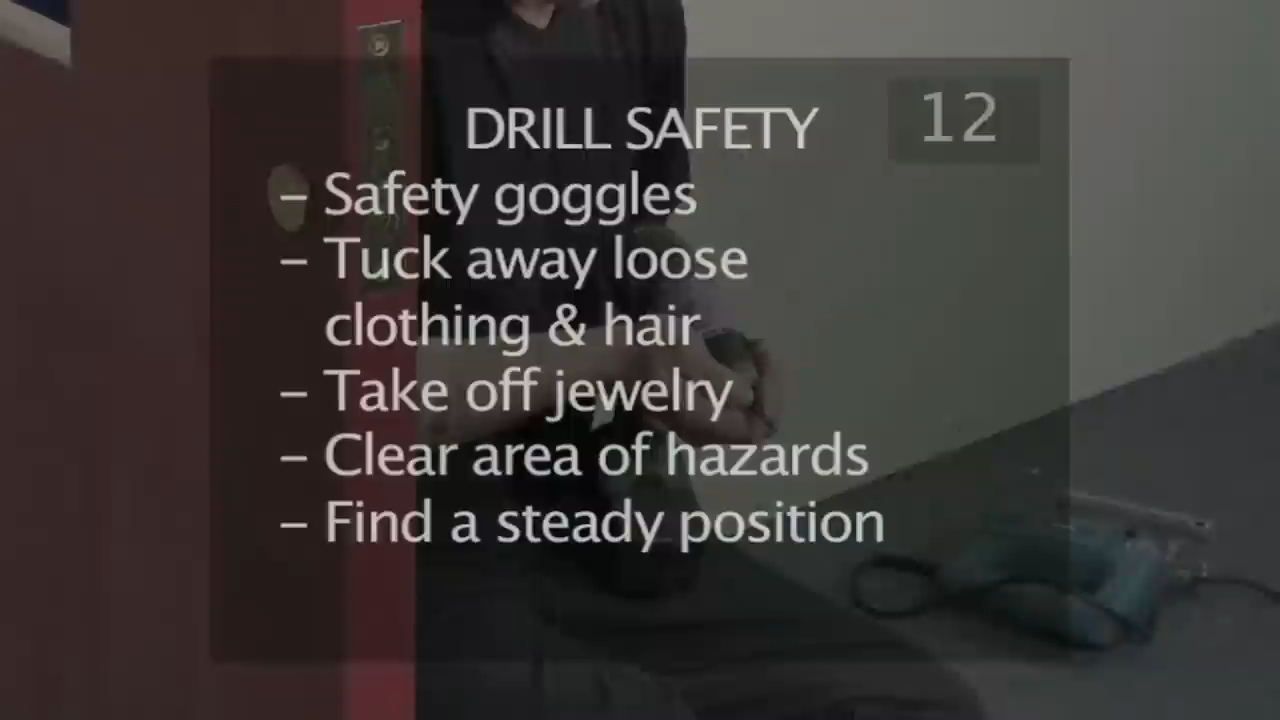 DRILL SAFETY
12
– Safety goggles
– Tuck away loose
clothing & hair
– Take off jewelry
– Clear area of hazards
– Find a steady position